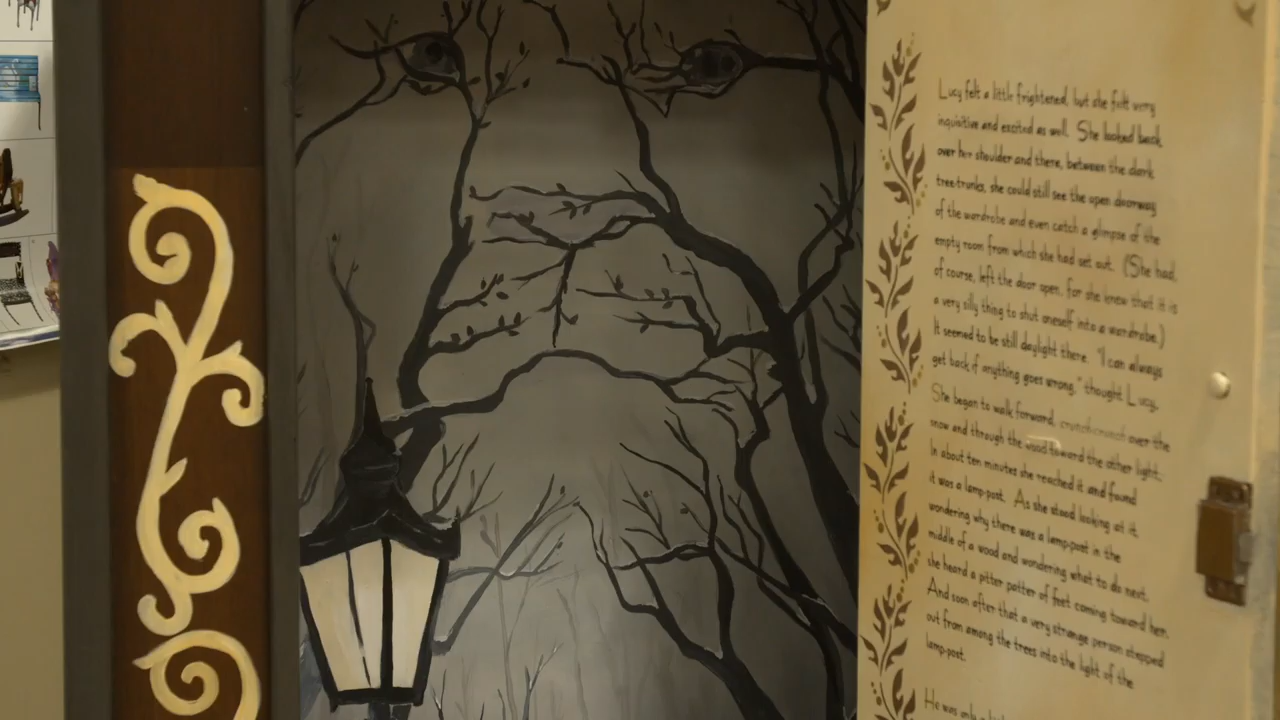 Lucy felt a little frightened, but she felt very
inquisitive and excited as well. She looked back
over her shoulder and there, between the dark
tree-trunks, she could still see the open doorway
of the wardrobe and even catch a glimpse of the
empty room from which she had set out. (She had,
of course, left the door open, for she knew that it is
a very silly thing to shut oneself into a wardrobe.)
It seemed to be still daylight there. "I can always
get back if anything goes wrong," thought Lucy.
She began to walk forward, over the
snow and through the wood toward the other light.
In about ten minutes she reached it and found
it was a lamp-post. As she stood looking at it,
wondering why there was a lamp-post in the
middle of a wood and wondering what to do next,
she heard a pitter patter of feet coming toward her.
And soon after that a very strange person stepped
out from among the trees into the light of the
lamp-post.
He was only a